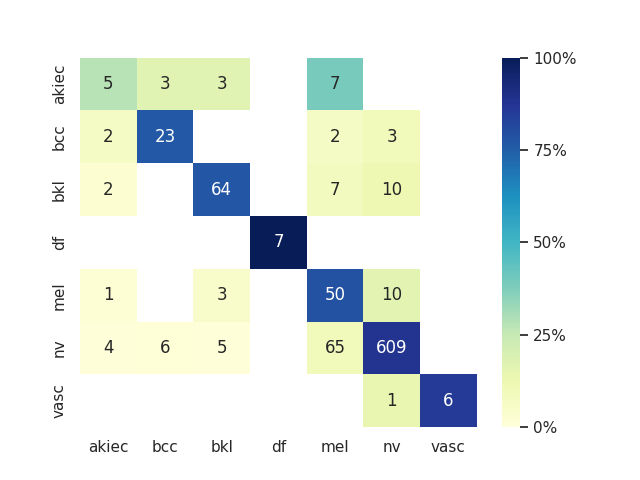 akiec 5 3 3 7
bcc 2 23 2 3
bkl 2 64 7 10
df 7
mel 1 3 50 10
nv 4 6 5 65 609
vasc 1 6
akiec bcc bkl df mel nv vasc
100%
75%
50%
25%
0%